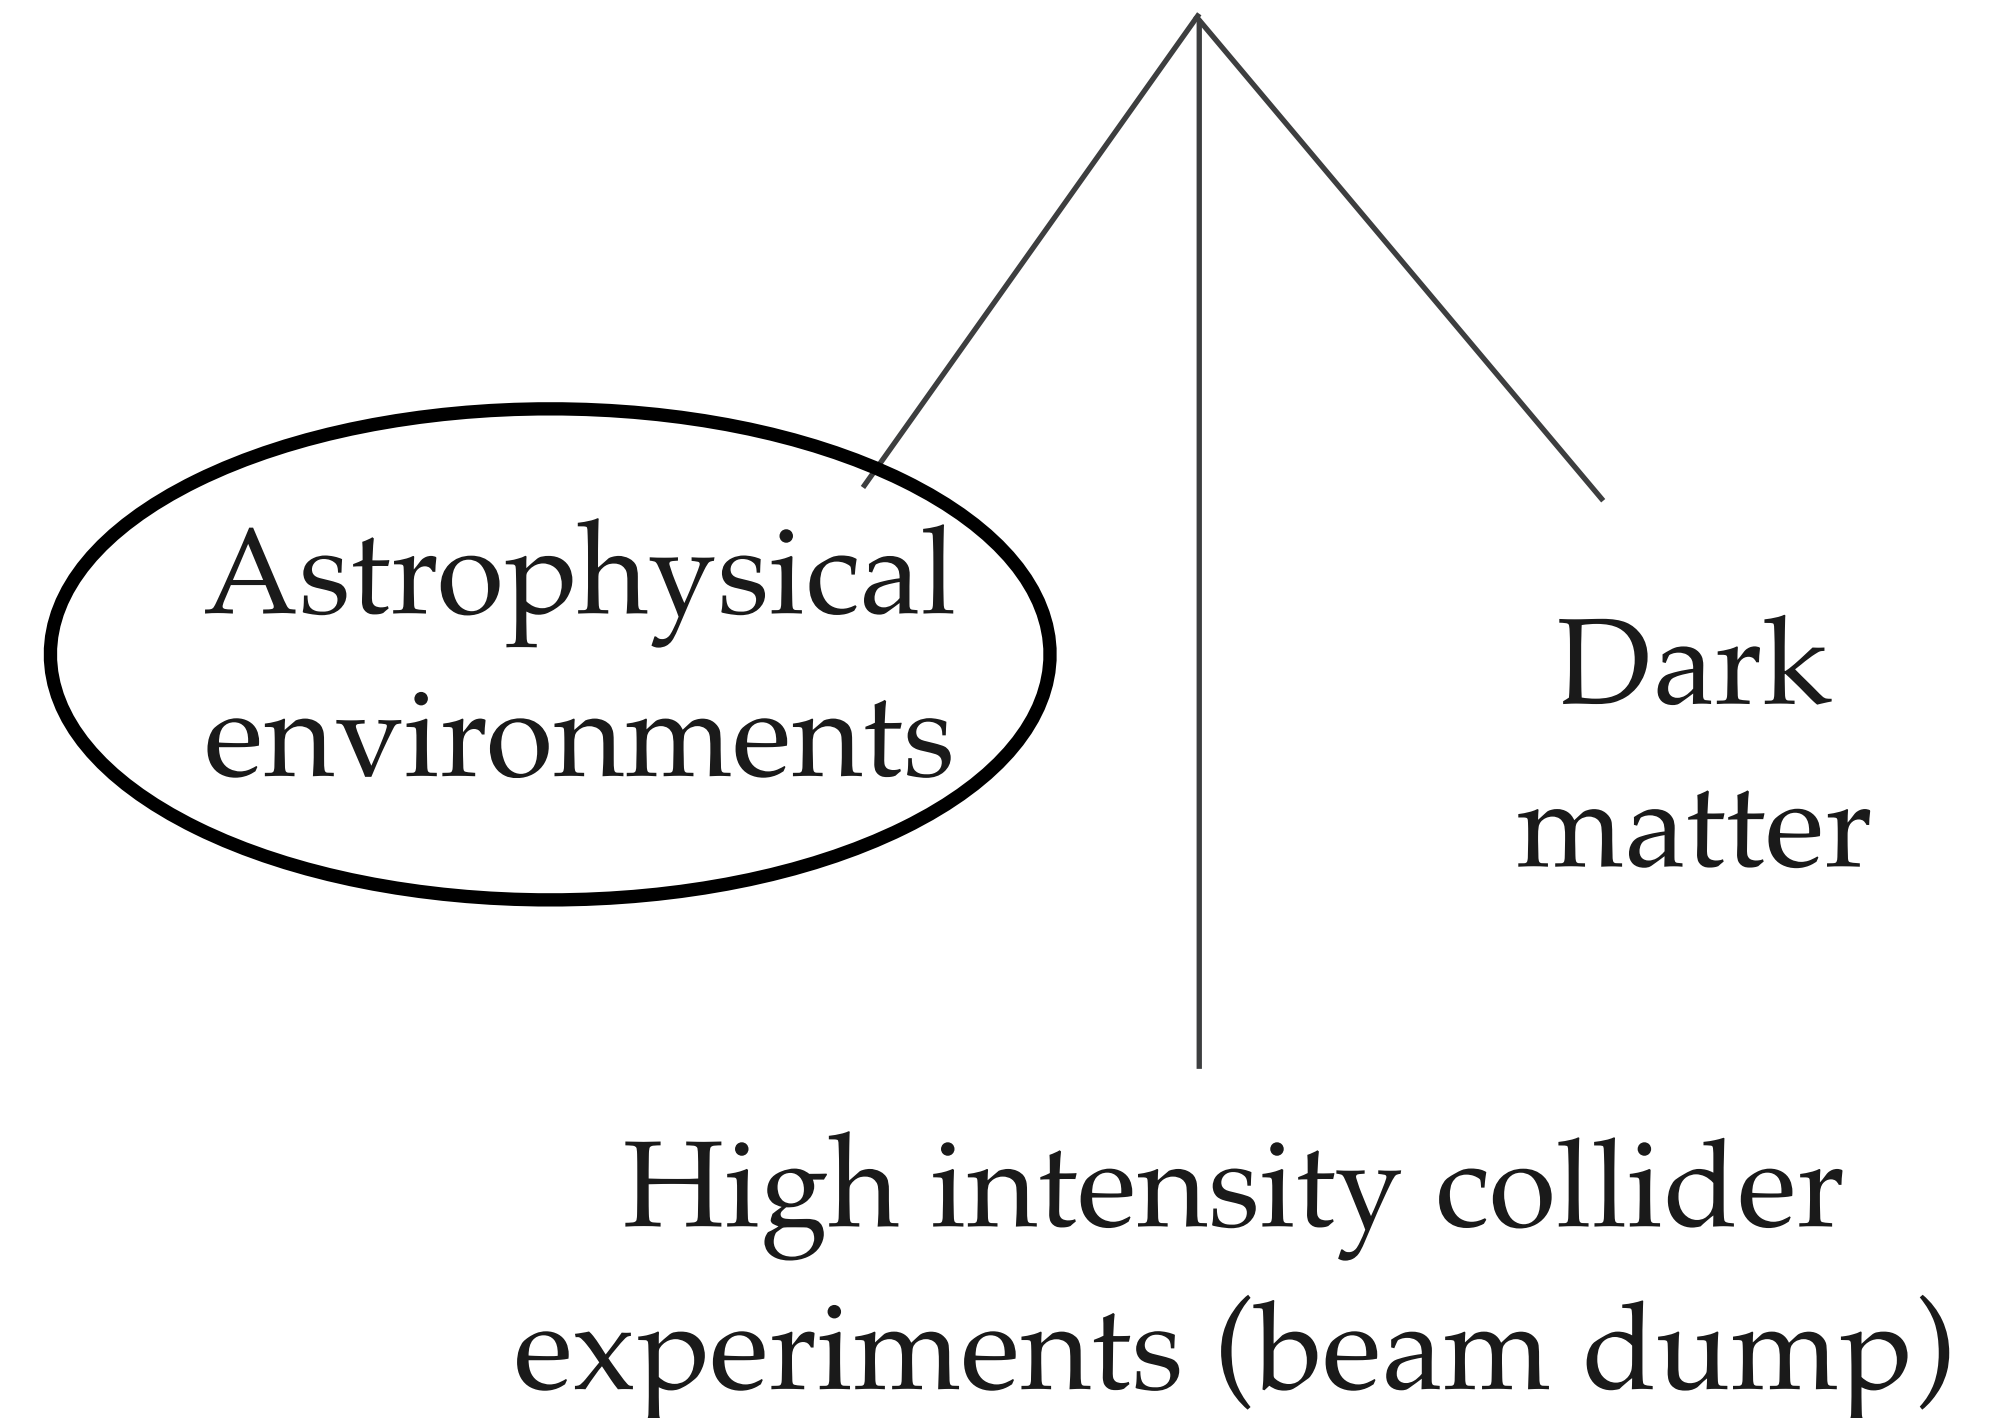 Astrophysical
environments
Dark
matter
High intensity collider
experiments (beam dump)